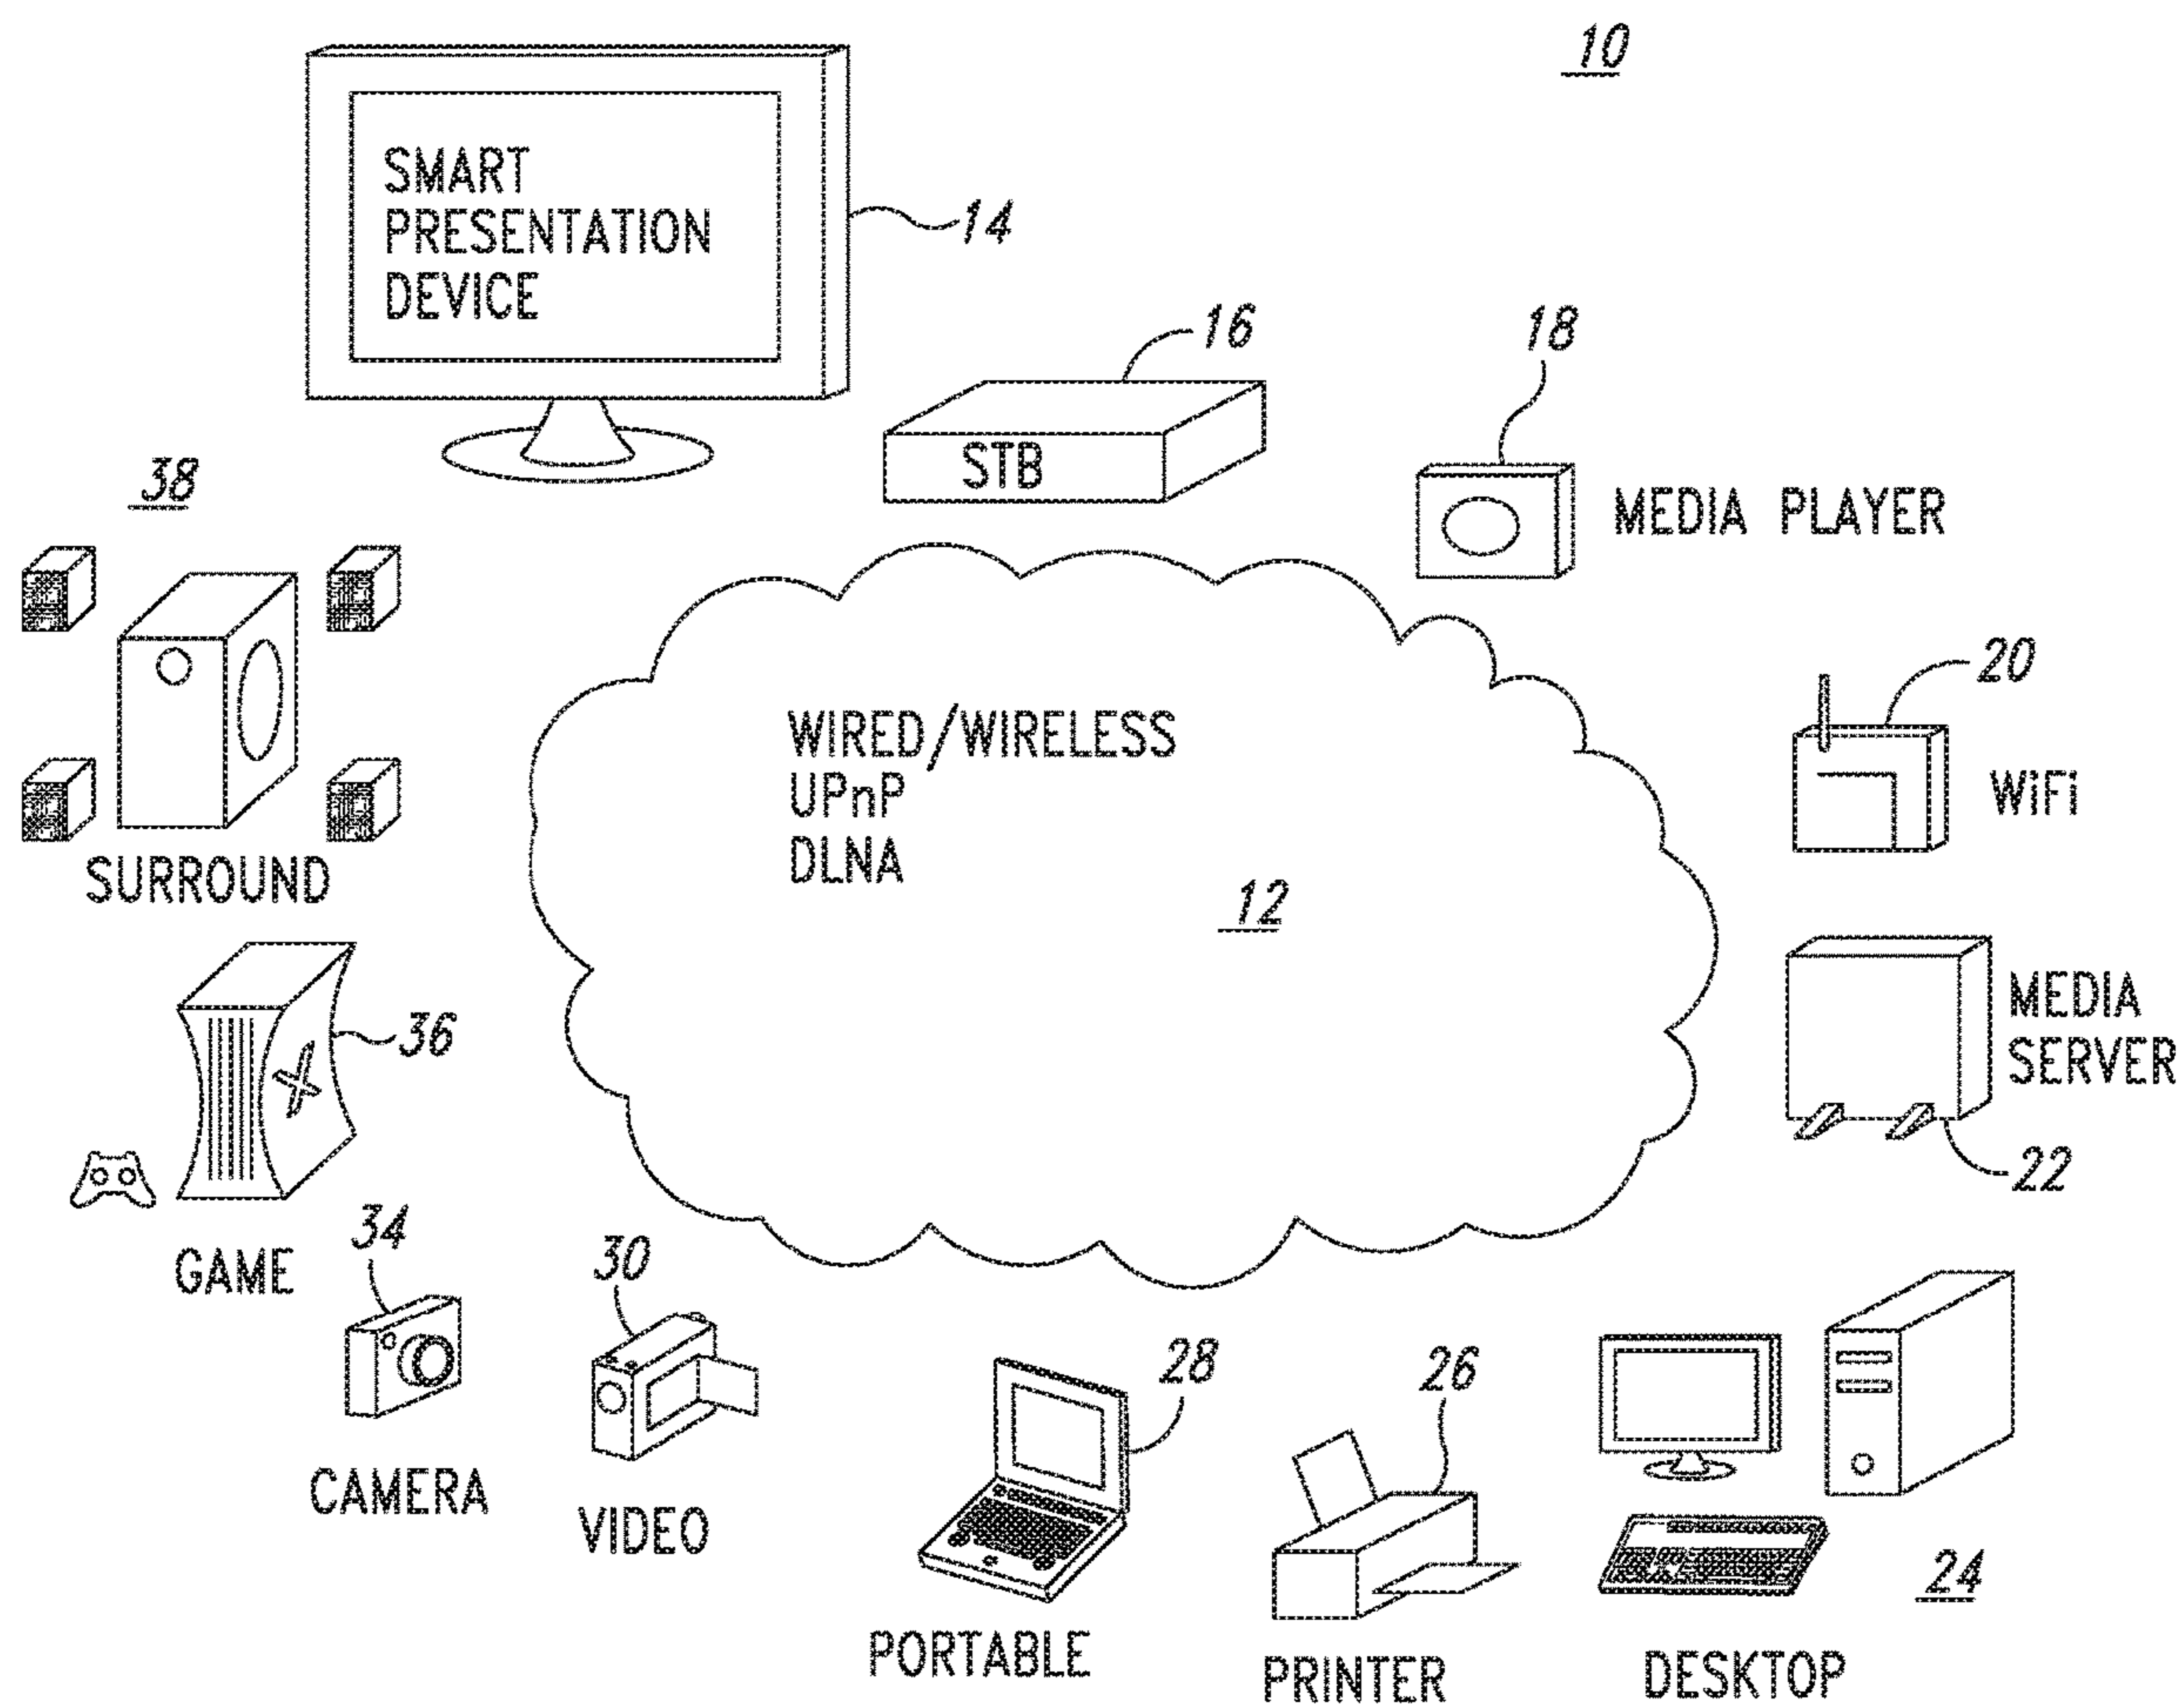 10
SMART
PRESENTATION
DEVICE
14
16
STB
18
MEDIA PLAYER
38
SURROUND
20
WiFi
WIRED/WIRELESS
UPnP
DLNA
12
MEDIA
SERVER
22
36
GAME
34
CAMERA
30
VIDEO
28
PORTABLE
26
PRINTER
24
DESKTOP